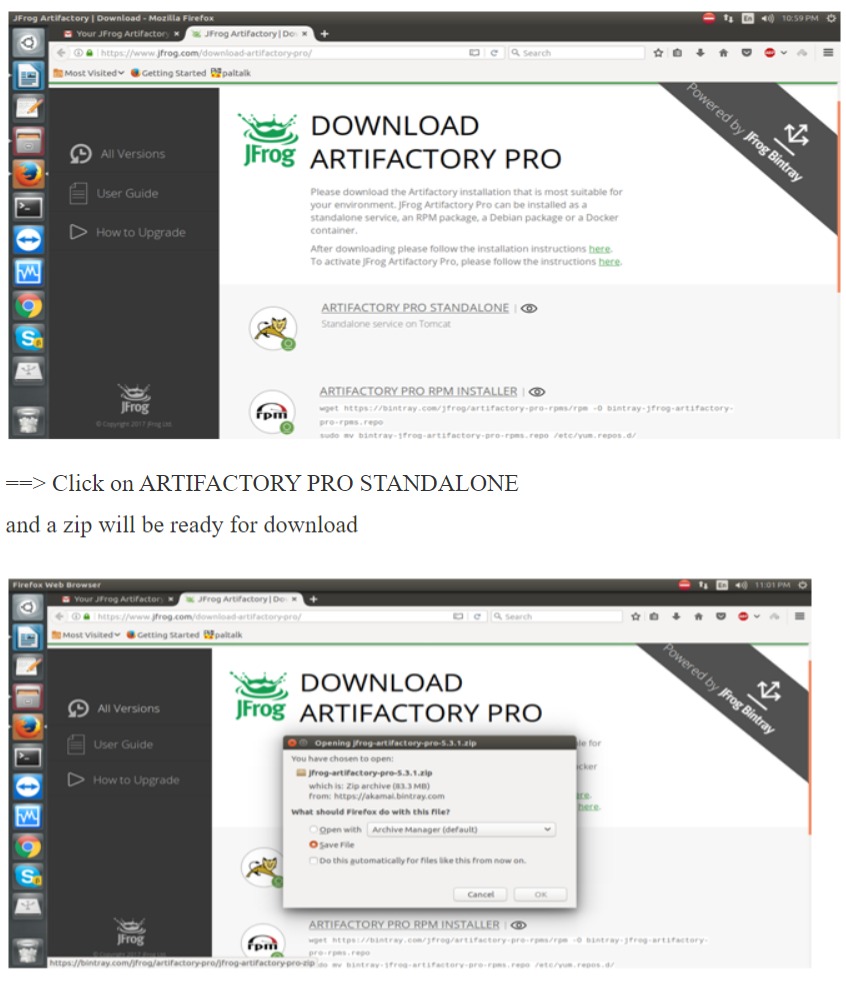 JFrog Artifactory | Download - Mozilla Firefox
En
10:59 PM
Your JFrog Artifactory
JFrog Artifactory | Do
https://www.jfrog.com/download-artifactory-pro/
Search
Most Visited
Getting Started
paltalk
All Versions
User Guide
How to Upgrade
JFrog
© Copyright 2017 JFrog Ltd.
JFrog
DOWNLOAD
ARTIFACTORY PRO
Powered by JFrog Bintray
Please download the Artifactory installation that is most suitable for
your environment. JFrog Artifactory Pro can be installed as a
standalone service, an RPM package, a Debian package or a Docker
container.
After downloading please follow the installation instructions here.
To activate JFrog Artifactory Pro, please follow the instructions here.
ARTIFACTORY PRO STANDALONE |
Standalone service on Tomcat
rpm
ARTIFACTORY PRO RPM INSTALLER |
wget https://bintray.com/jfrog/artifactory-pro-rpms/rpm -O bintray-jfrog-artifactory-
pro-rpms.repo
sudo mv bintray-jfrog-artifactory-pro-rpms.repo /etc/yum.repos.d/
==> Click on ARTIFACTORY PRO STANDALONE
and a zip will be ready for download
Firefox Web Browser
En
11:01 PM
Your JFrog Artifactory
JFrog Artifactory | Do
https://www.jfrog.com/download-artifactory-pro/
Search
Most Visited
Getting Started
paltalk
All Versions
User Guide
How to Upgrade
JFrog
JFrog
DOWNLOAD
ARTIFACTORY PRO
Powered by JFrog Bintray
le for
cker
ere.
here.
Opening jfrog-artifactory-pro-5.3.1.zip
You have chosen to open:
jfrog-artifactory-pro-5.3.1.zip
which is: Zip archive (83.3 MB)
from: https://akamai.bintray.com
What should Firefox do with this file?
Open with Archive Manager (default)
Save File
Do this automatically for files like this from now on.
Cancel
OK
rpm
ARTIFACTORY PRO RPM INSTALLER |
wget https://bintray.com/jfrog/artifactory-pro-rpms/rpm -O bintray-jfrog-artifactory-
pro-rpms.repo
https://bintray.com/jfrog/artifactory-pro/jfrog-artifactory-pro-zip
do mv bintray-jfrog-artifactory-pro-rpms.repo /etc/yum.repos.d/